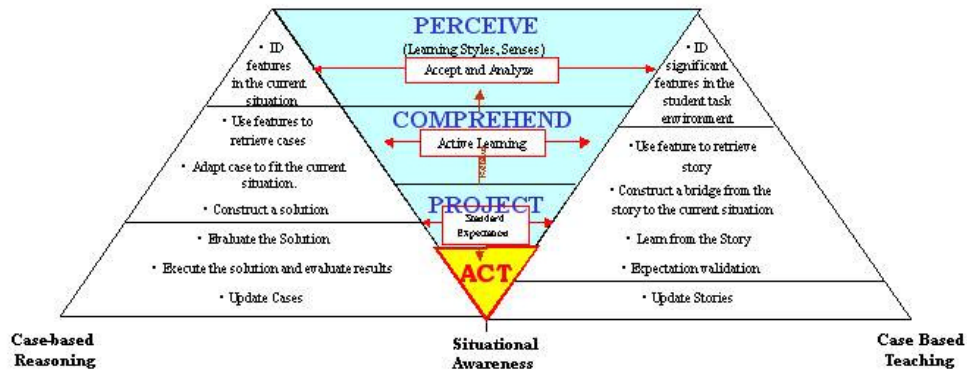 PERCEIVE
(Learning Styles, Senses)
Accept and Analyze
COMPREHEND
Active Learning
PROJECT
Standard
Experience
ACT
• ID
features
in the current
situation
• Use features to
retrieve cases
• Adapt case to fit the current
situation.
• Construct a solution
• Evaluate the Solution
• Execute the solution and evaluate results
• Update Cases
• ID
significant
features in the
student task
environment
• Use feature to retrieve
story
• Construct a bridge from the
story to the current situation
• Learn from the Story
• Expectation validation
• Update Stories
Case-based
Reasoning
Situational
Awareness
Case Based
Teaching